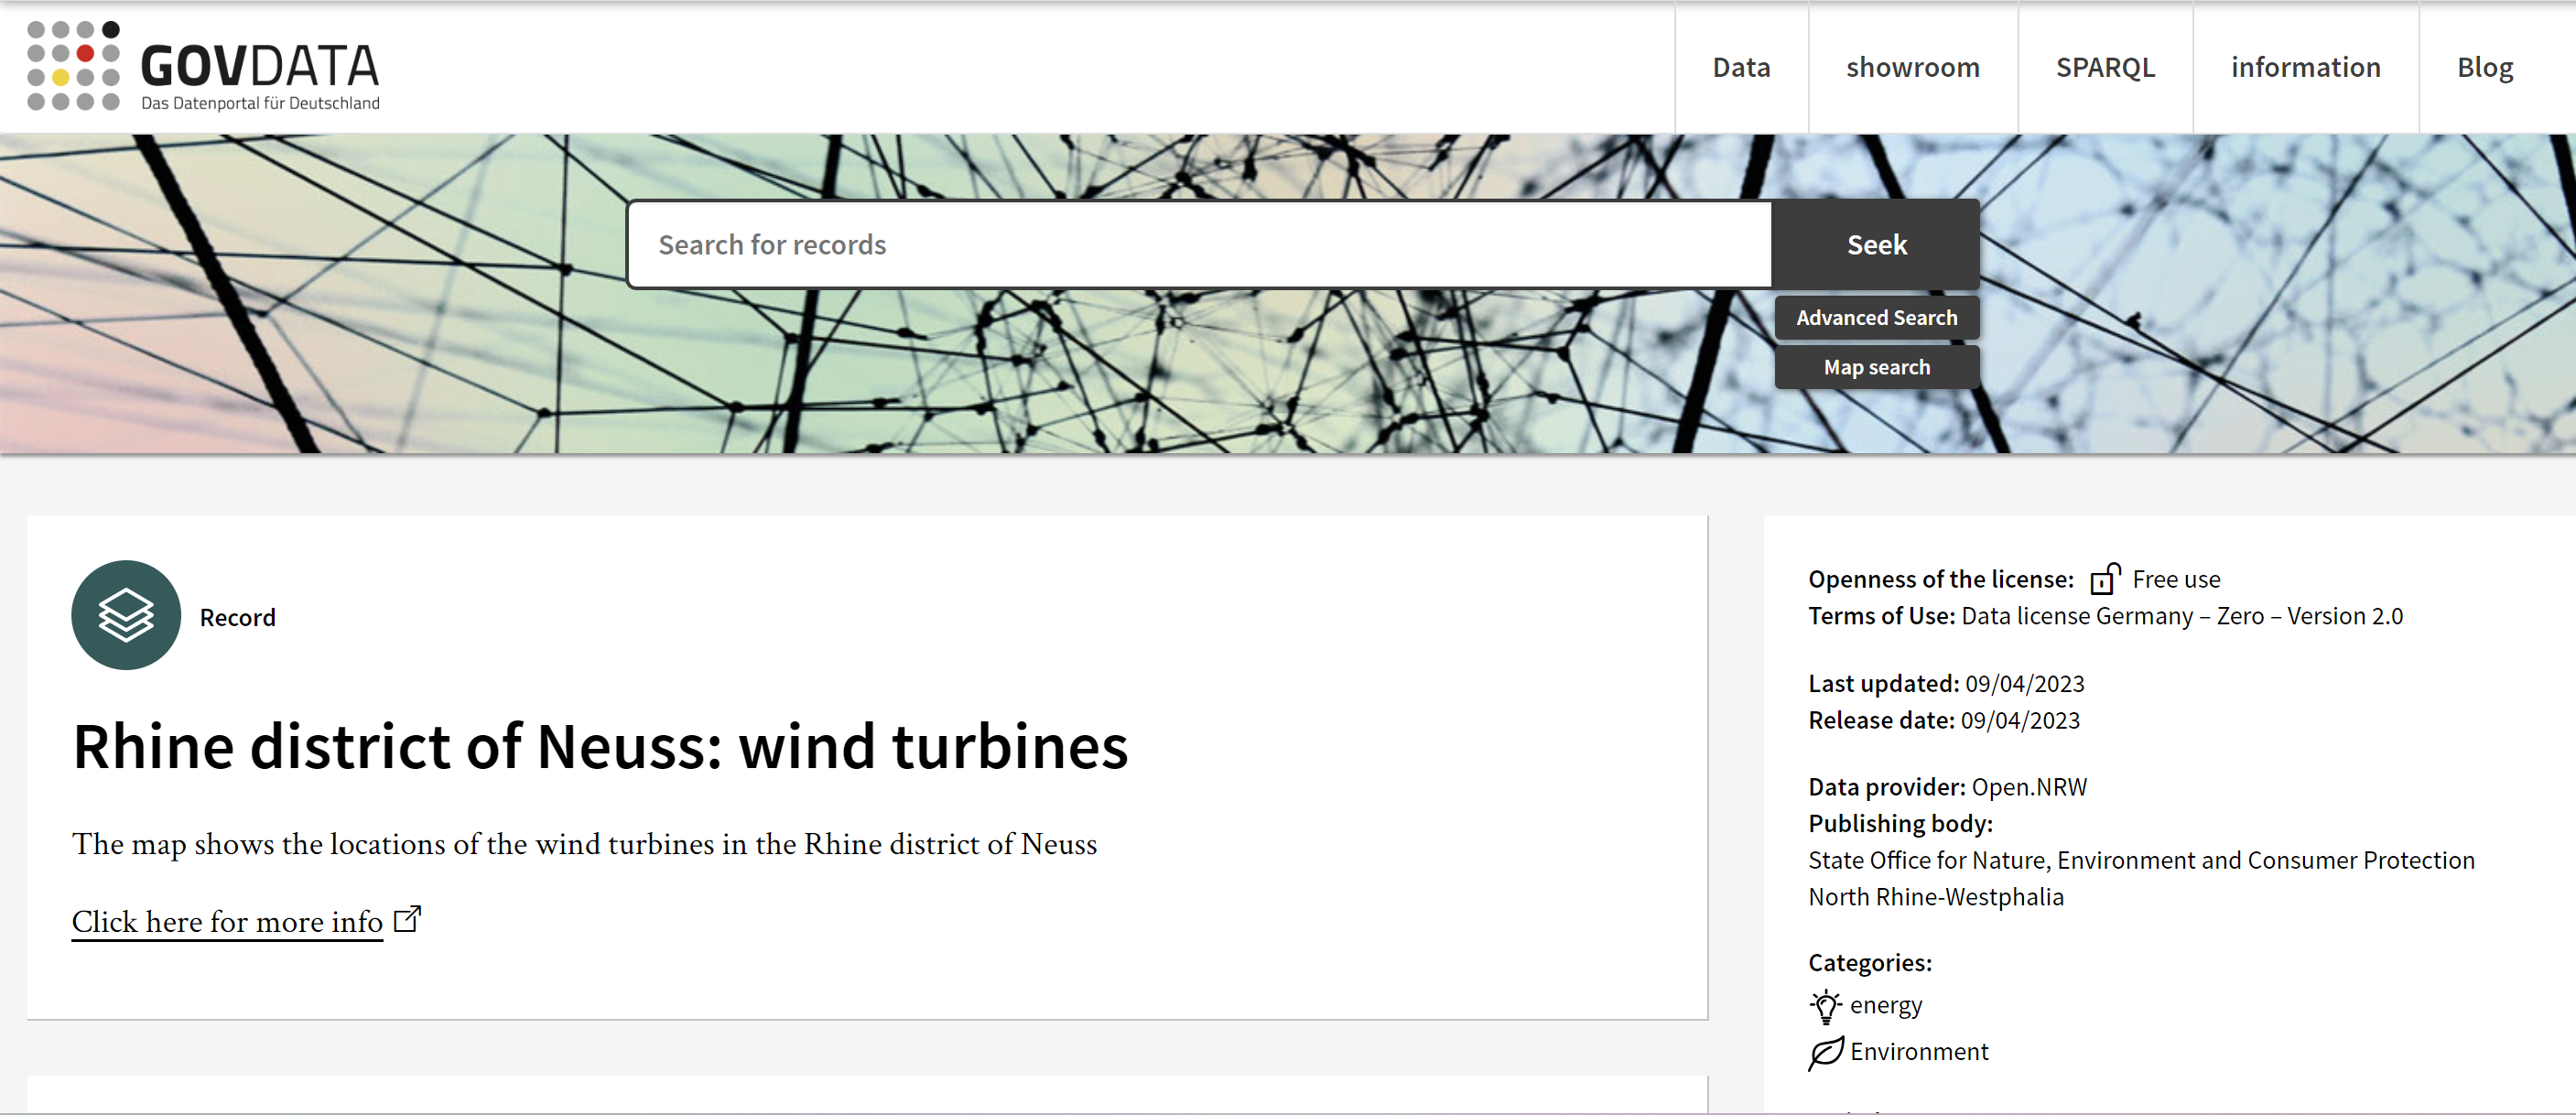 GOVDATA
Das Datenportal für Deutschland
Data
showroom
SPARQL
information
Blog
Search for records
Seek
Advanced Search
Map search
Record
Rhine district of Neuss: wind turbines
The map shows the locations of the wind turbines in the Rhine district of Neuss
Click here for more info
Openness of the license: Free use
Terms of Use: Data license Germany – Zero – Version 2.0
Last updated: 09/04/2023
Release date: 09/04/2023
Data provider: Open.NRW
Publishing body:
State Office for Nature, Environment and Consumer Protection
North Rhine-Westphalia
Categories:
energy
Environment